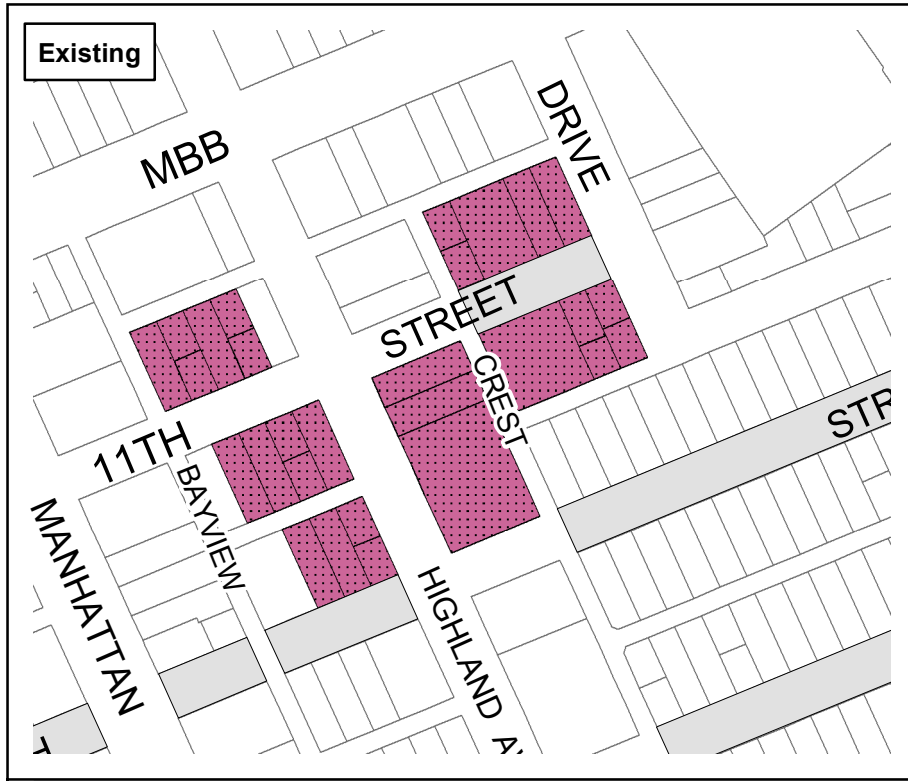 Existing
MBB
DRIVE
STREET
CREST
STR
11TH
BAYVIEW
MANHATTAN
HIGHLAND